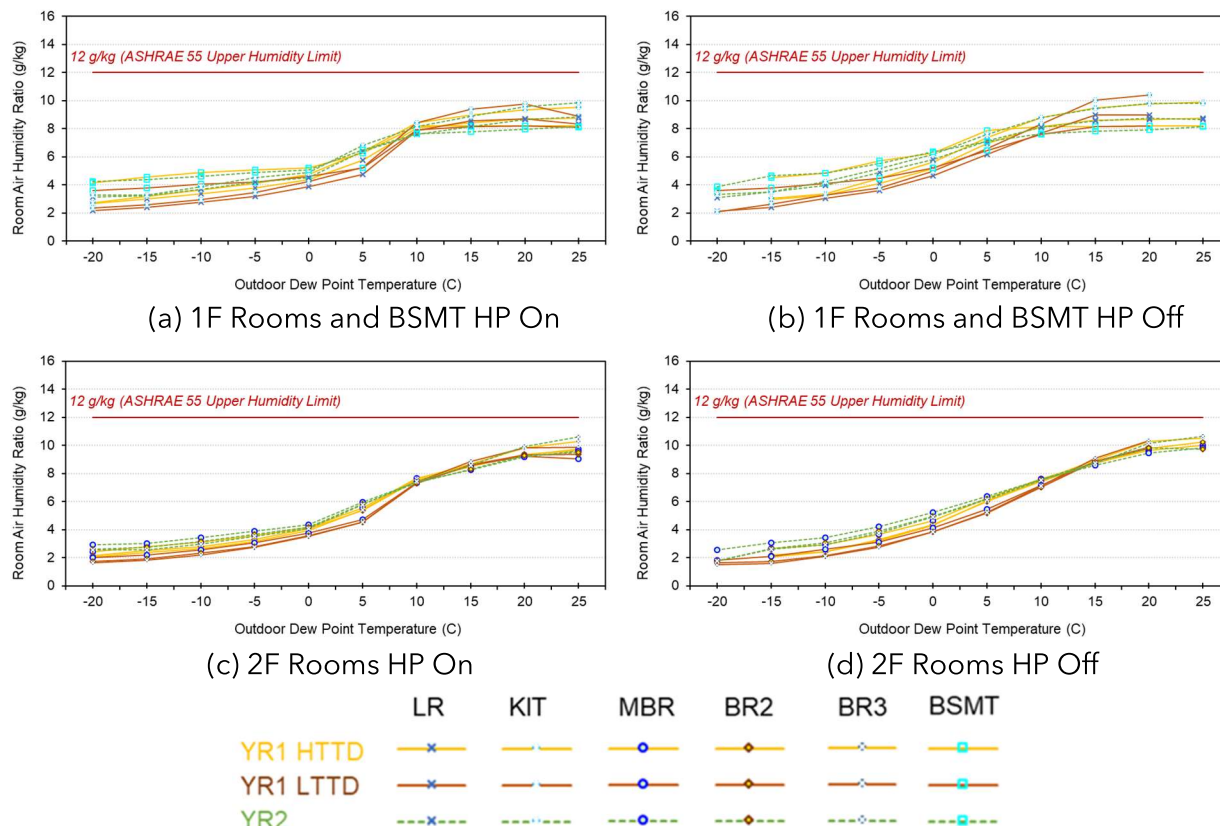 16
14
12
10
8
6
4
2
0
Room Air Humidity Ratio (g/kg)
12 g/kg (ASHRAE 55 Upper Humidity Limit)
-20 -15 -10 -5 0 5 10 15 20 25
Outdoor Dew Point Temperature (C)
(a) 1F Rooms and BSMT HP On
16
14
12
10
8
6
4
2
0
Room Air Humidity Ratio (g/kg)
12 g/kg (ASHRAE 55 Upper Humidity Limit)
-20 -15 -10 -5 0 5 10 15 20 25
Outdoor Dew Point Temperature (C)
(b) 1F Rooms and BSMT HP Off
16
14
12
10
8
6
4
2
0
Room Air Humidity Ratio (g/kg)
12 g/kg (ASHRAE 55 Upper Humidity Limit)
-20 -15 -10 -5 0 5 10 15 20 25
Outdoor Dew Point Temperature (C)
(c) 2F Rooms HP On
16
14
12
10
8
6
4
2
0
Room Air Humidity Ratio (g/kg)
12 g/kg (ASHRAE 55 Upper Humidity Limit)
-20 -15 -10 -5 0 5 10 15 20 25
Outdoor Dew Point Temperature (C)
(d) 2F Rooms HP Off
LR KIT MBR BR2 BR3 BSMT
YR1 HTTD
YR1 LTTD
YR2